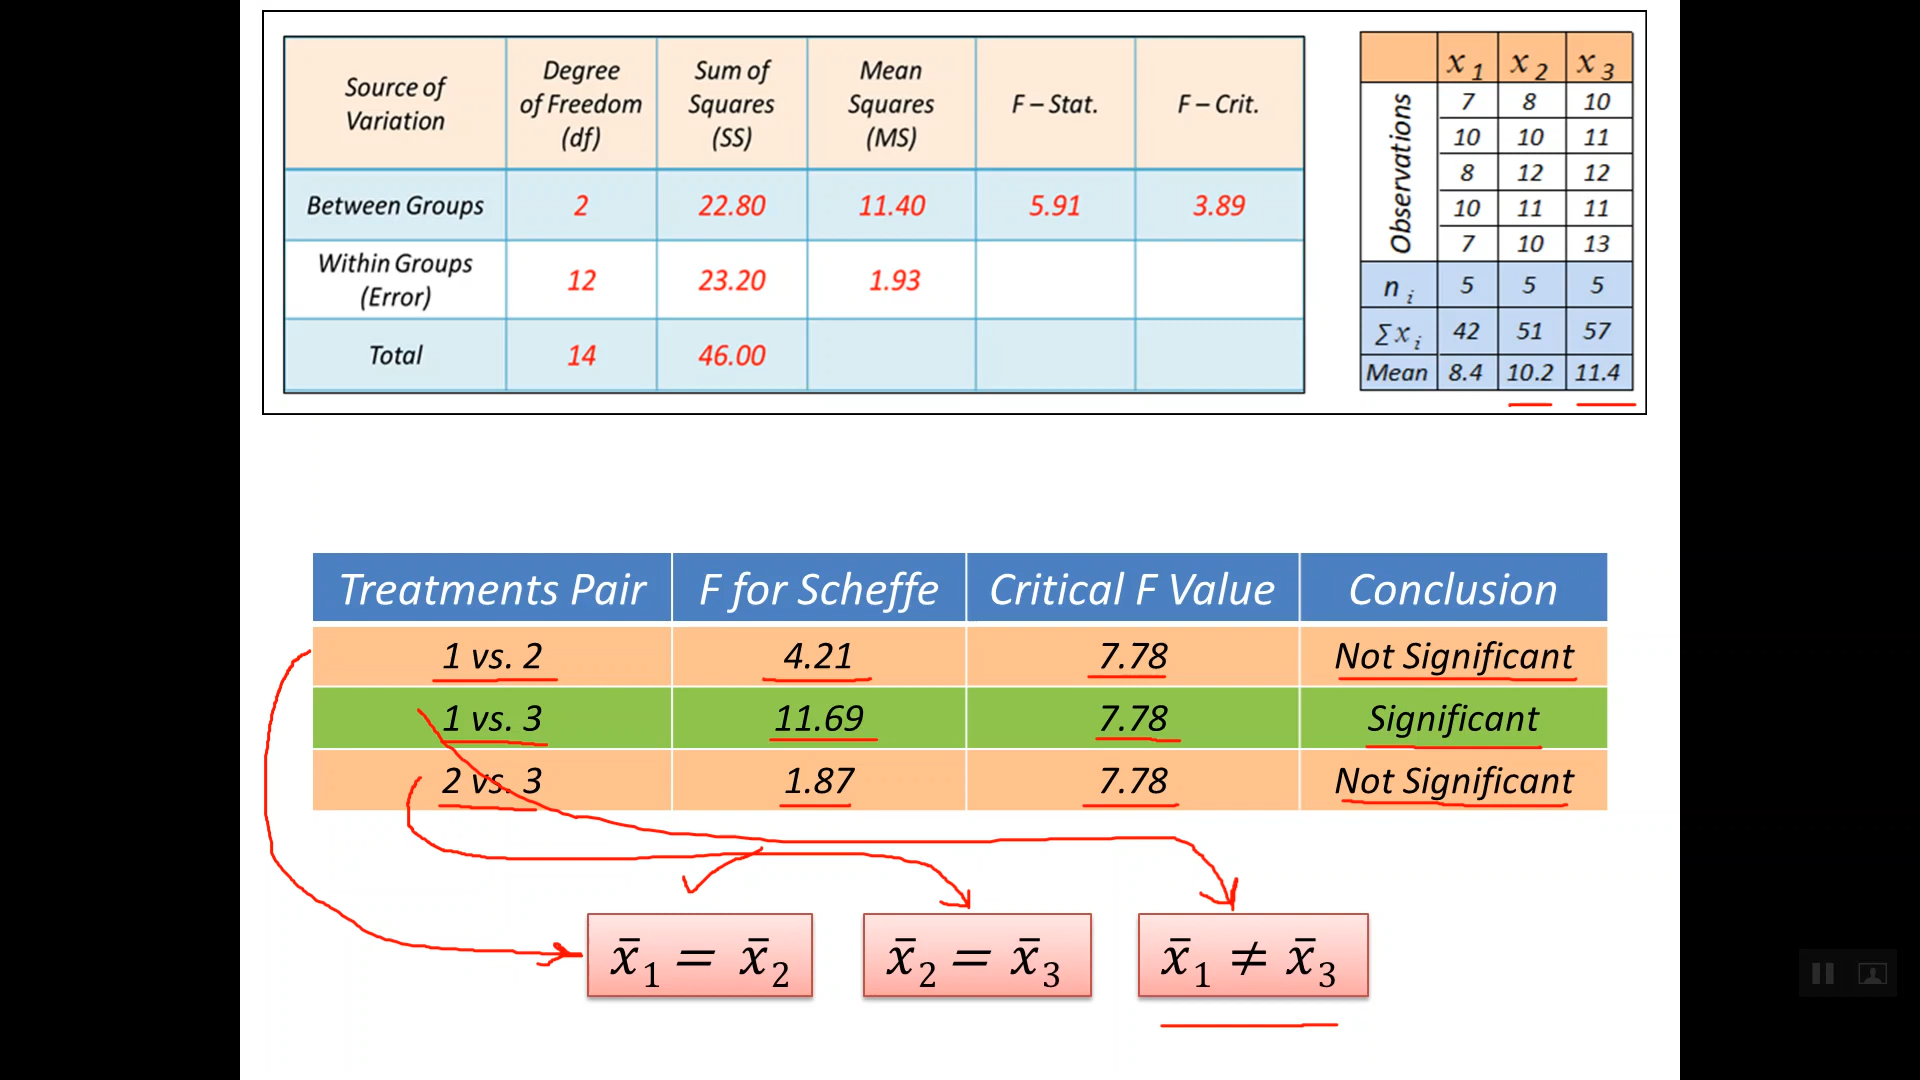 Source of Variation Degree of Freedom (df) Sum of Squares (SS) Mean Squares (MS) F – Stat. F – Crit.
Between Groups 2 22.80 11.40 5.91 3.89
Within Groups (Error) 12 23.20 1.93
Total 14 46.00
x 1 x 2 x 3
Observations
7 8 10
10 10 11
8 12 12
10 11 11
7 10 13
n i 5 5 5
∑x i 42 51 57
Mean 8.4 10.2 11.4
Treatments Pair F for Scheffe Critical F Value Conclusion
1 vs. 2 4.21 7.78 Not Significant
1 vs. 3 11.69 7.78 Significant
2 vs. 3 1.87 7.78 Not Significant
x̄₁ = x̄₂ x̄₂ = x̄₃ x̄₁ ≠ x̄₃